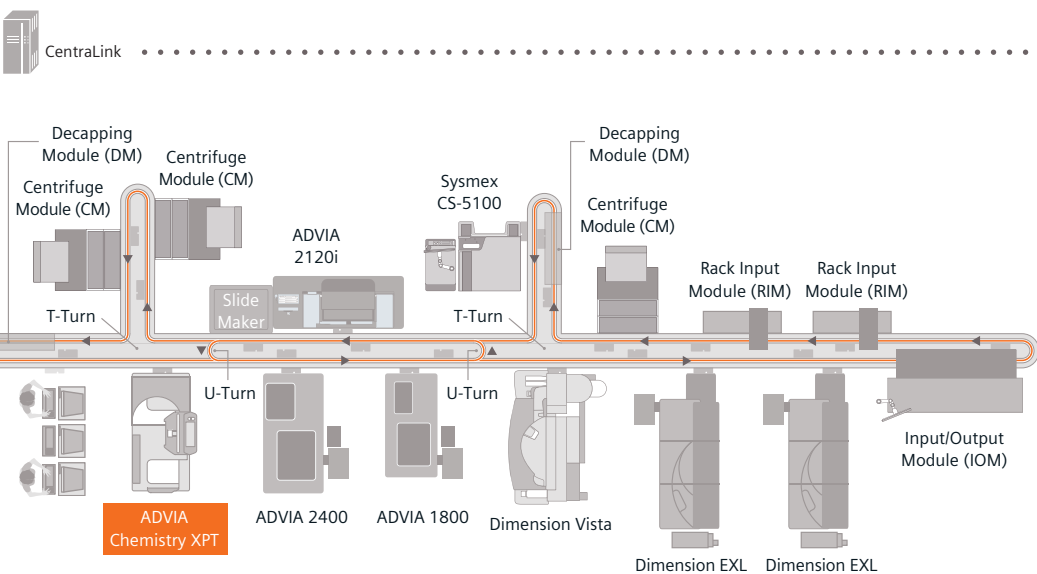 CentraLink
Decapping
Module (DM)
Centrifuge
Module (CM)
Centrifuge
Module (CM)
ADVIA
2120i
Slide
Maker
Sysmex
CS-5100
Decapping
Module (DM)
Centrifuge
Module (CM)
Rack Input
Module (RIM)
Rack Input
Module (RIM)
T-Turn
T-Turn
U-Turn
U-Turn
Input/Output
Module (IOM)
ADVIA
Chemistry XPT
ADVIA 2400
ADVIA 1800
Dimension Vista
Dimension EXL
Dimension EXL